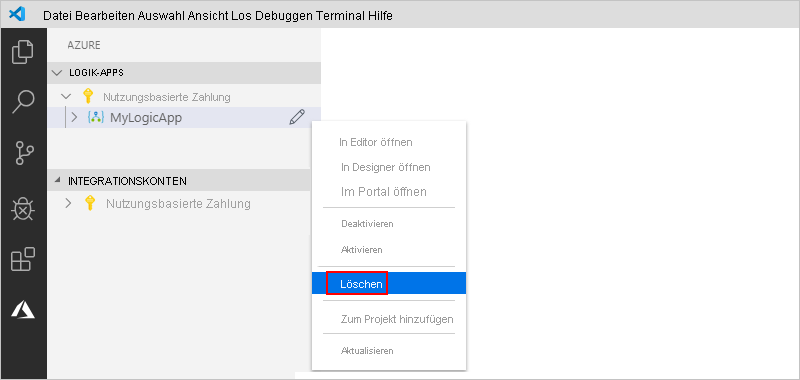 Datei Bearbeiten Auswahl Ansicht Los Debuggen Terminal Hilfe
AZURE
LOGIK-APPS
Nutzungsbasierte Zahlung
MyLogicApp
In Editor öffnen
In Designer öffnen
INTEGRATIONSKONTEN
Im Portal öffnen
Nutzungsbasierte Zahlung
Deaktivieren
Aktivieren
Löschen
Zum Projekt hinzufügen
Aktualisieren